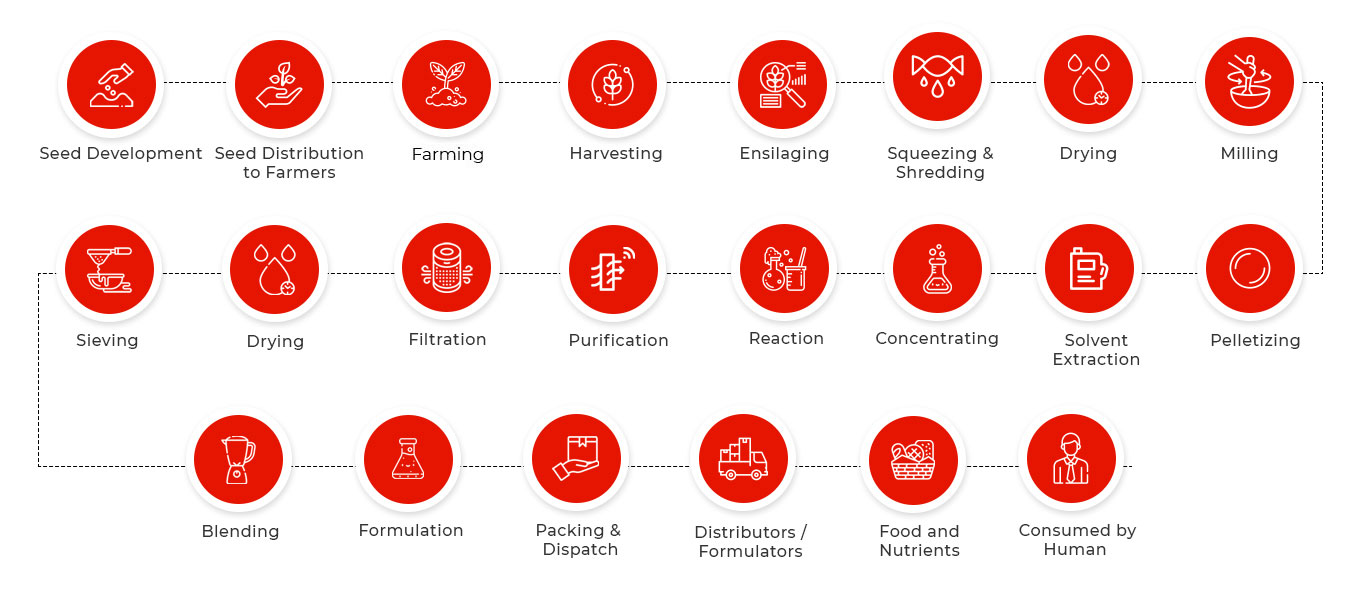 Seed Development
Seed Distribution
to Farmers
Farming
Harvesting
Ensilaging
Squeezing &
Shredding
Drying
Milling
Sieving
Drying
Filtration
Purification
Reaction
Concentrating
Solvent
Extraction
Pelletizing
Blending
Formulation
Packing &
Dispatch
Distributors /
Formulators
Food and
Nutrients
Consumed by
Human